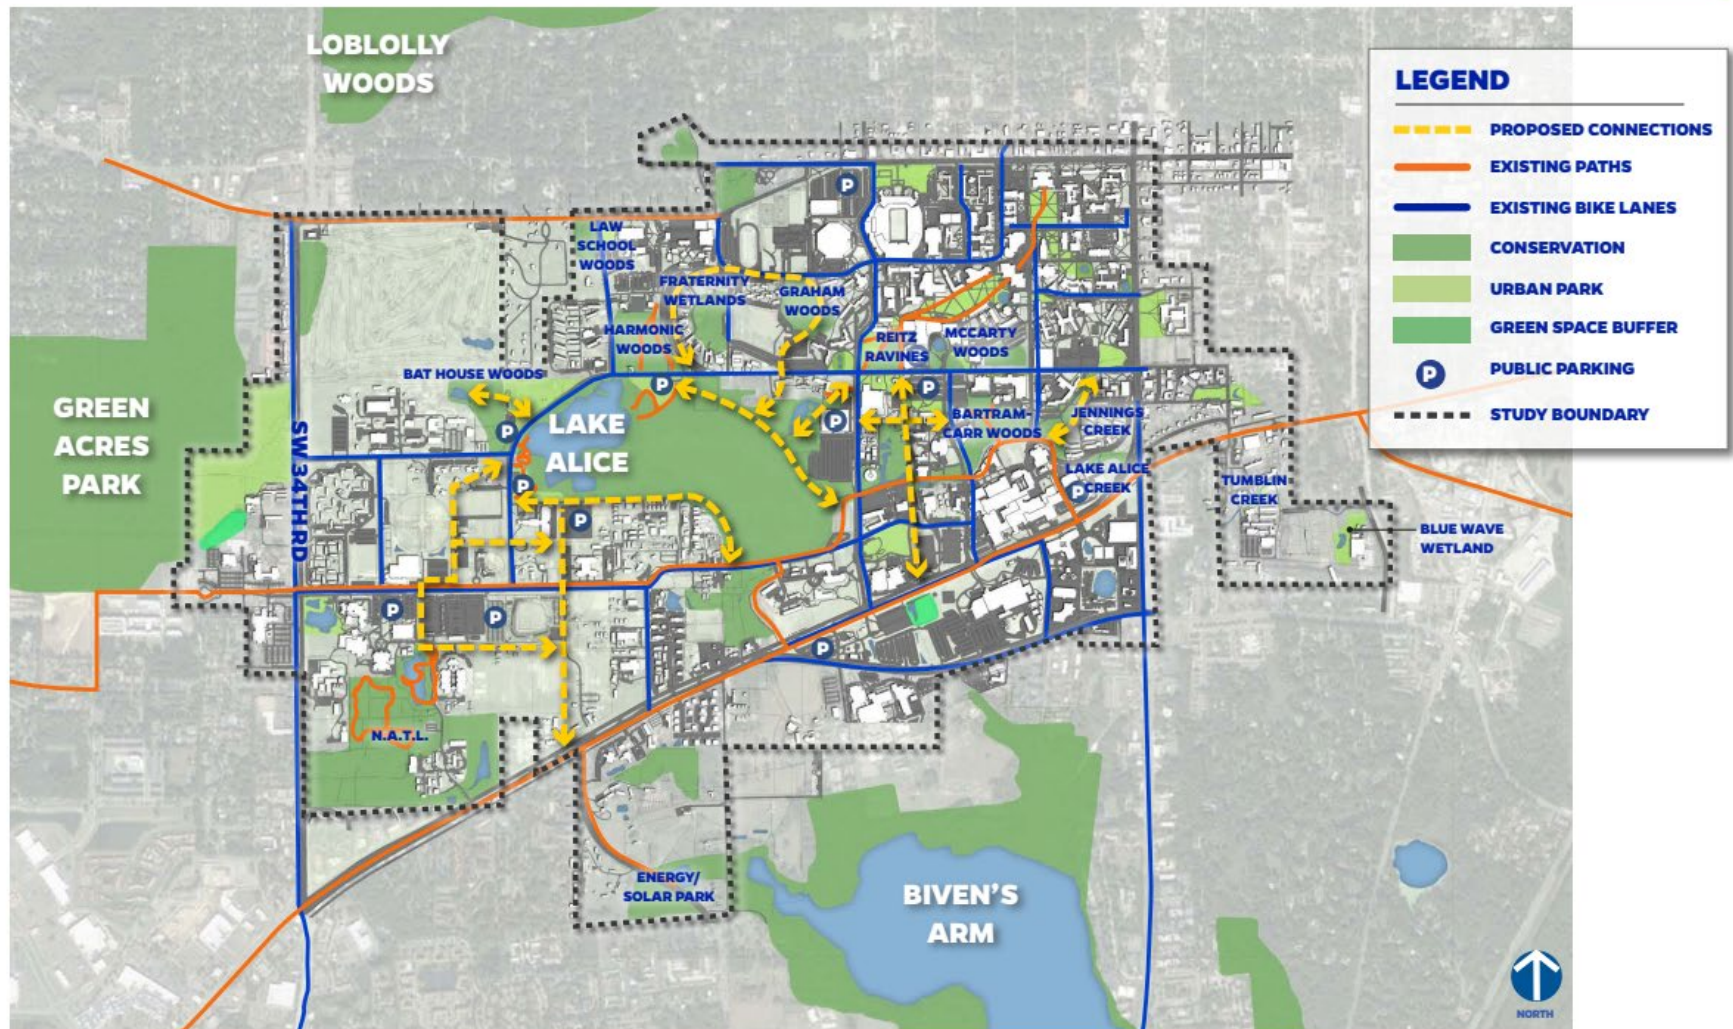 LOBLOLLY
WOODS
LEGEND
PROPOSED CONNECTIONS
EXISTING PATHS
EXISTING BIKE LANES
CONSERVATION
URBAN PARK
GREEN SPACE BUFFER
P
PUBLIC PARKING
STUDY BOUNDARY
P
LAW
SCHOOL
WOODS
FRATERNITY
WETLANDS
GRAHAM
WOODS
HARMONIC
WOODS
REITZ
RAVINES
MCCARTY
WOODS
BAT HOUSE WOODS
P
P
GREEN
ACRES
PARK
SW 34TH RD
LAKE
ALICE
P
P
P
BARTRAM-
CARR WOODS
JENNINGS
CREEK
LAKE ALICE
CREEK
P
TUMBLIN
CREEK
BLUE WAVE
WETLAND
P
P
P
P
N.A.T.L.
ENERGY/
SOLAR PARK
BIVEN'S
ARM
NORTH